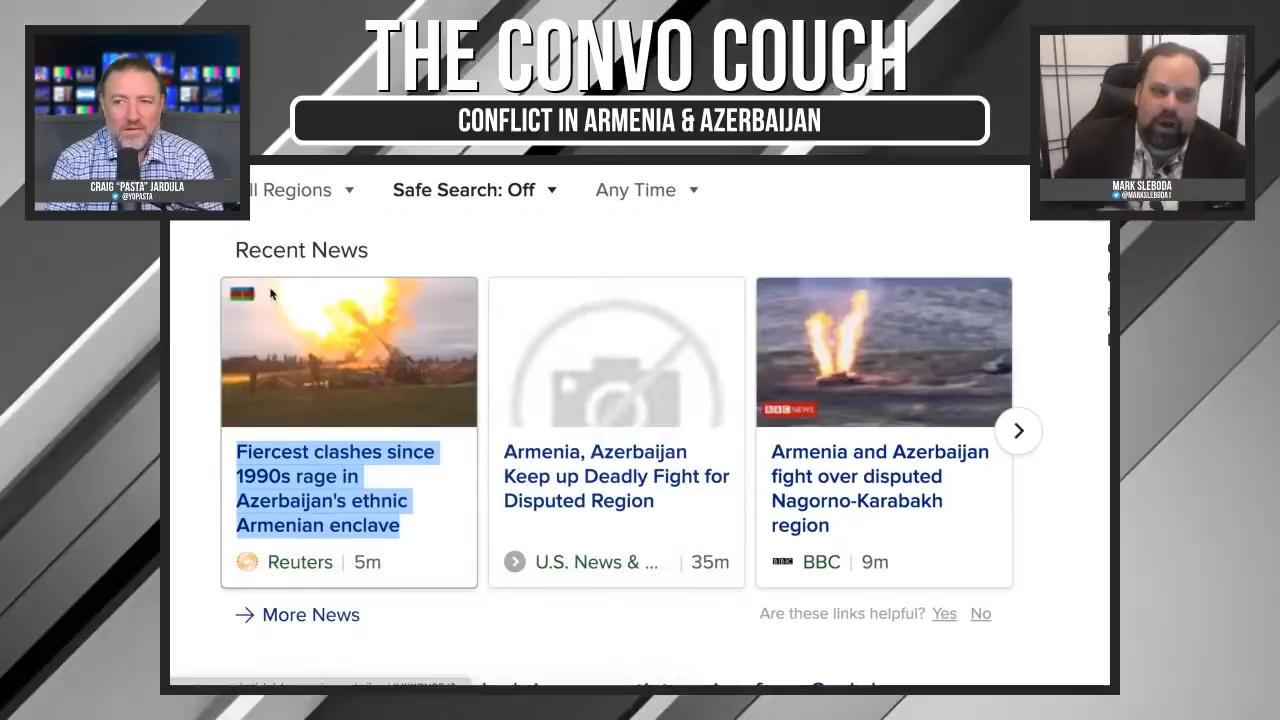 THE CONVO COUCH
CONFLICT IN ARMENIA & AZERBAIJAN
CRAIG "PASTA" JARDULA
@YOPASTA
MARK SLEBODA
@MARKSLEBODA1
ll Regions
Safe Search: Off
Any Time
Recent News
Fiercest clashes since
1990s rage in
Azerbaijan's ethnic
Armenian enclave
Reuters | 5m
Armenia, Azerbaijan
Keep up Deadly Fight for
Disputed Region
U.S. News & ... | 35m
BBC NEWS
Armenia and Azerbaijan
fight over disputed
Nagorno-Karabakh
region
BBC BBC | 9m
More News
Are these links helpful? Yes No